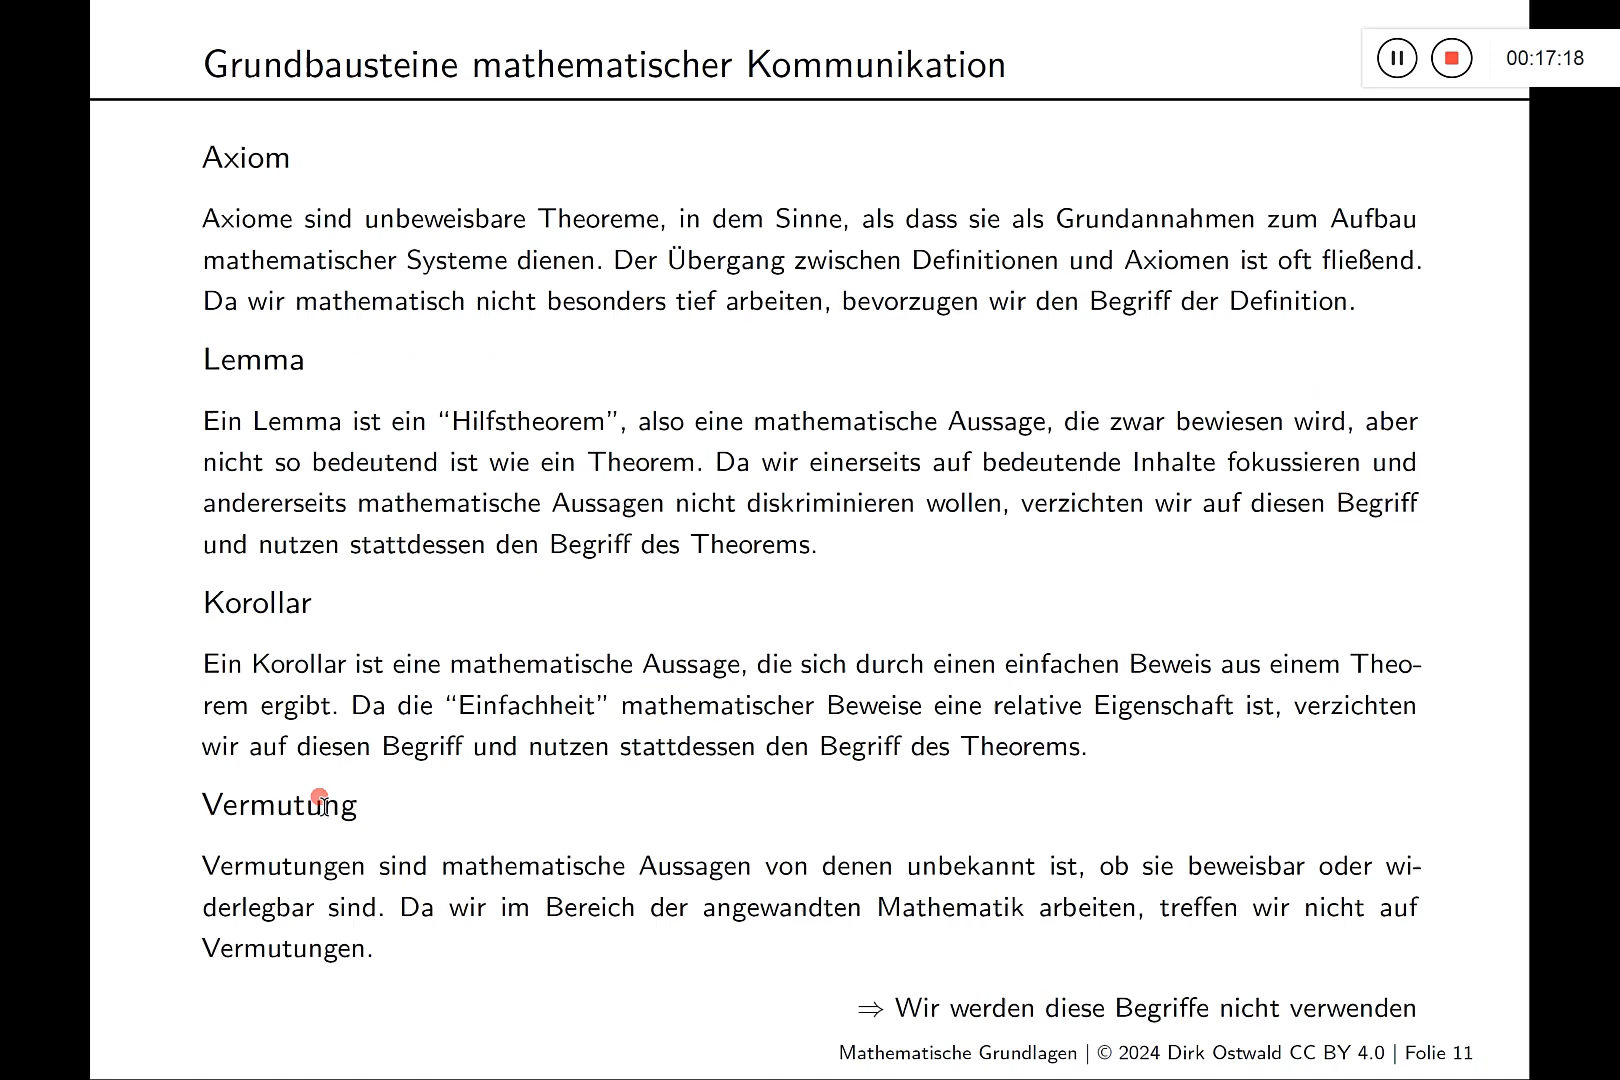 Grundbausteine mathematischer Kommunikation
00:17:18
Axiom
Axiome sind unbeweisbare Theoreme, in dem Sinne, als dass sie als Grundannahmen zum Aufbau
mathematischer Systeme dienen. Der Übergang zwischen Definitionen und Axiomen ist oft fließend.
Da wir mathematisch nicht besonders tief arbeiten, bevorzugen wir den Begriff der Definition.
Lemma
Ein Lemma ist ein “Hilfstheorem”, also eine mathematische Aussage, die zwar bewiesen wird, aber
nicht so bedeutend ist wie ein Theorem. Da wir einerseits auf bedeutende Inhalte fokussieren und
andererseits mathematische Aussagen nicht diskriminieren wollen, verzichten wir auf diesen Begriff
und nutzen stattdessen den Begriff des Theorems.
Korollar
Ein Korollar ist eine mathematische Aussage, die sich durch einen einfachen Beweis aus einem Theo-
rem ergibt. Da die “Einfachheit” mathematischer Beweise eine relative Eigenschaft ist, verzichten
wir auf diesen Begriff und nutzen stattdessen den Begriff des Theorems.
Vermutung
Vermutungen sind mathematische Aussagen von denen unbekannt ist, ob sie beweisbar oder wi-
derlegbar sind. Da wir im Bereich der angewandten Mathematik arbeiten, treffen wir nicht auf
Vermutungen.
⇒ Wir werden diese Begriffe nicht verwenden
Mathematische Grundlagen | © 2024 Dirk Ostwald CC BY 4.0 | Folie 11